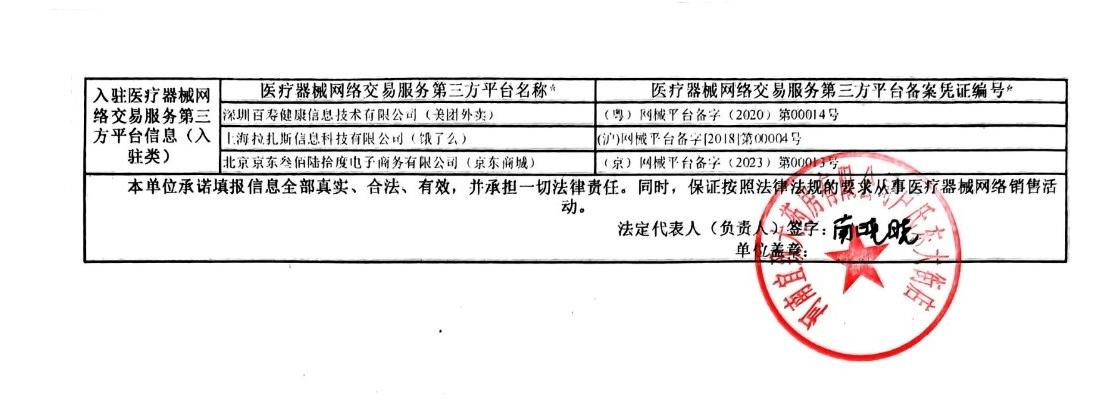 入驻医疗器械网络交易服务第三方平台信息（入驻类）
医疗器械网络交易服务第三方平台名称* 医疗器械网络交易服务第三方平台备案凭证编号*
深圳百寿健康信息技术有限公司（美团外卖） （粤）网械平台备字（2020）第00014号
上海拉扎斯信息科技有限公司（饿了么） (沪)网械平台备字[2018]第00004号
北京京东叁佰陆拾度电子商务有限公司（京东商城） （京）网械平台备字（2023）第00013号
本单位承诺填报信息全部真实、合法、有效，并承担一切法律责任。同时，保证按照法律法规的要求从事医疗器械网络销售活
动。
法定代表人（负责人）签字：
单位盖章：